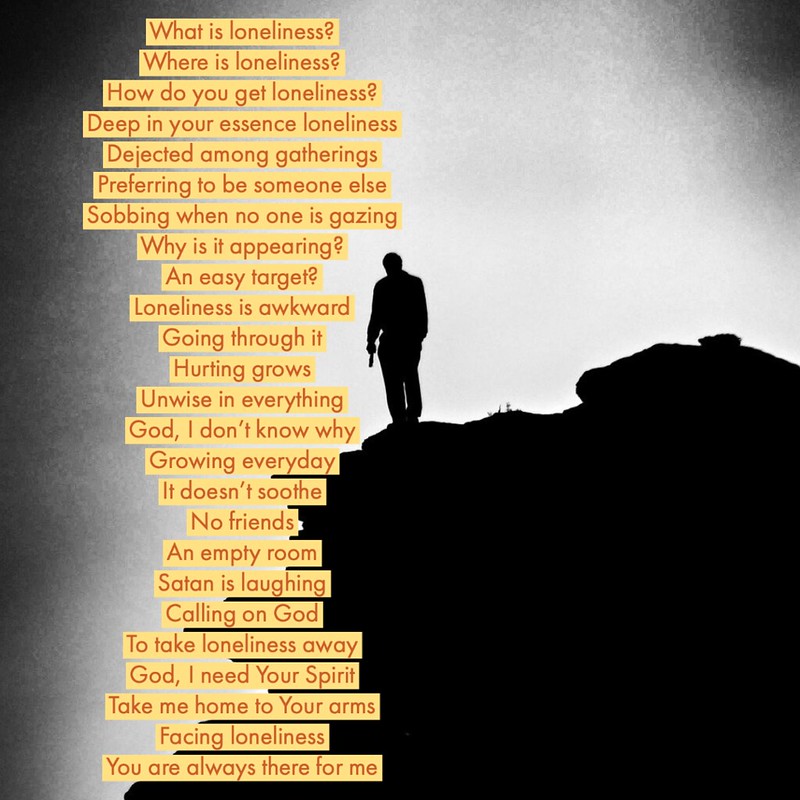 What is loneliness?
Where is loneliness?
How do you get loneliness?
Deep in your essence loneliness
Dejected among gatherings
Preferring to be someone else
Sobbing when no one is gazing
Why is it appearing?
An easy target?
Loneliness is awkward
Going through it
Hurting grows
Unwise in everything
God, I don't know why
Growing everyday
It doesn't soothe
No friends
An empty room
Satan is laughing
Calling on God
To take loneliness away
God, I need Your Spirit
Take me home to Your arms
Facing loneliness
You are always there for me